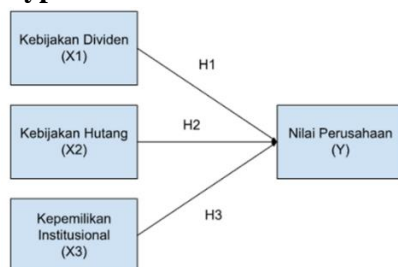 Kebijakan Dividen
(X1)
H1
Kebijakan Hutang
(X2)
H2
Nilai Perusahaan
(Y)
Kepemilikan
Institusional
(X3)
H3